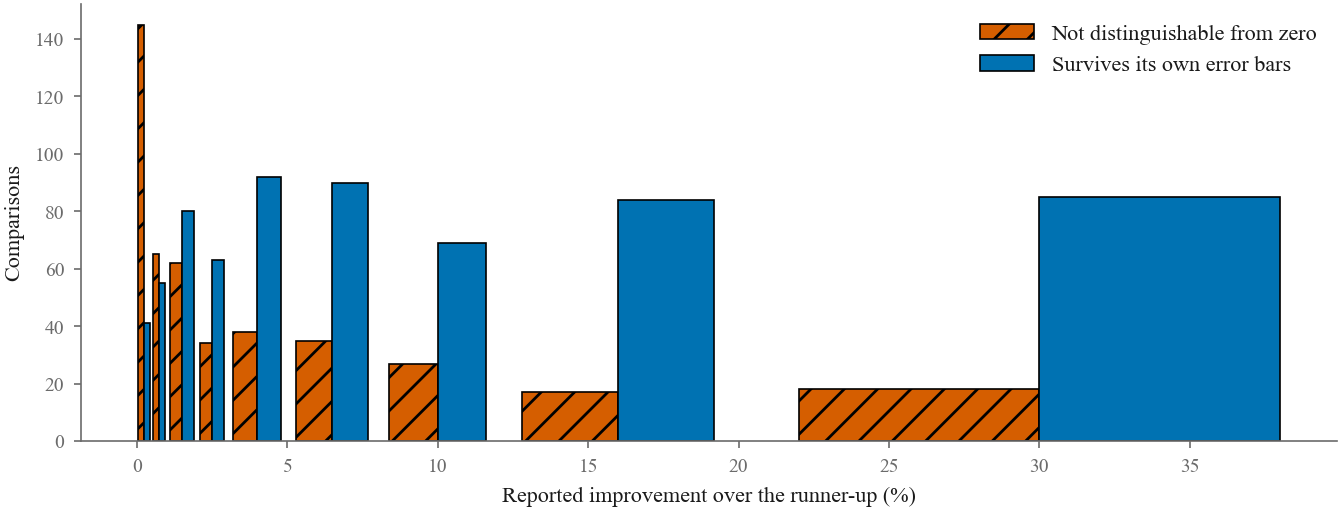 Not distinguishable from zero
Survives its own error bars
Comparisons
140
120
100
80
60
40
20
0
0 5 10 15 20 25 30 35
Reported improvement over the runner-up (%)